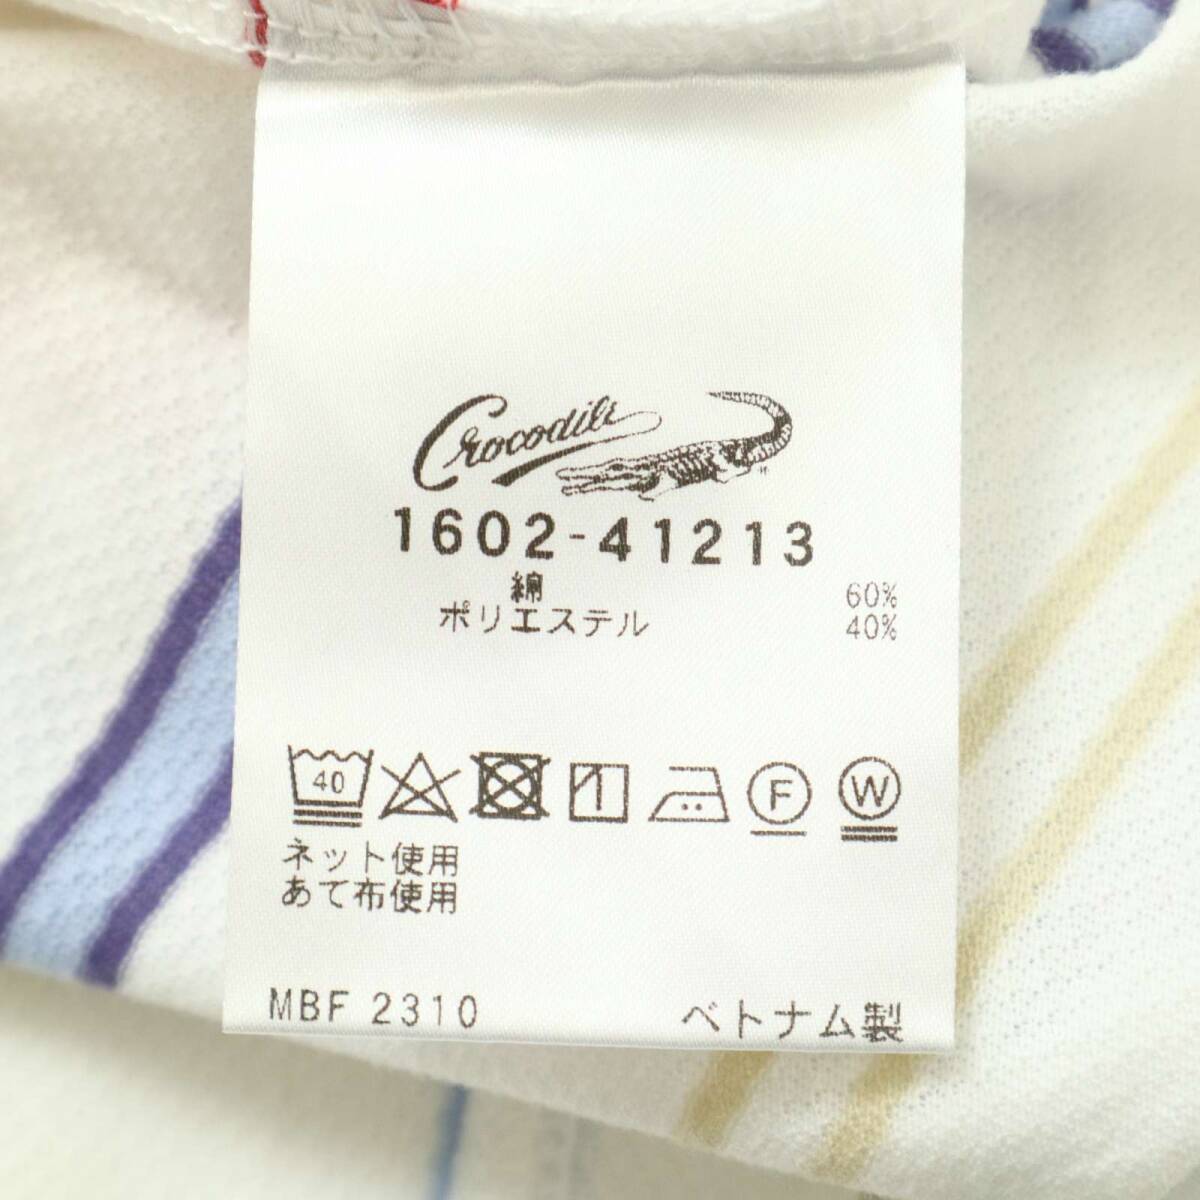 Crocodile
1602-41213
綿 60%
ポリエステル 40%
40 F W
ネット使用
あて布使用
MBF 2310 ベトナム製